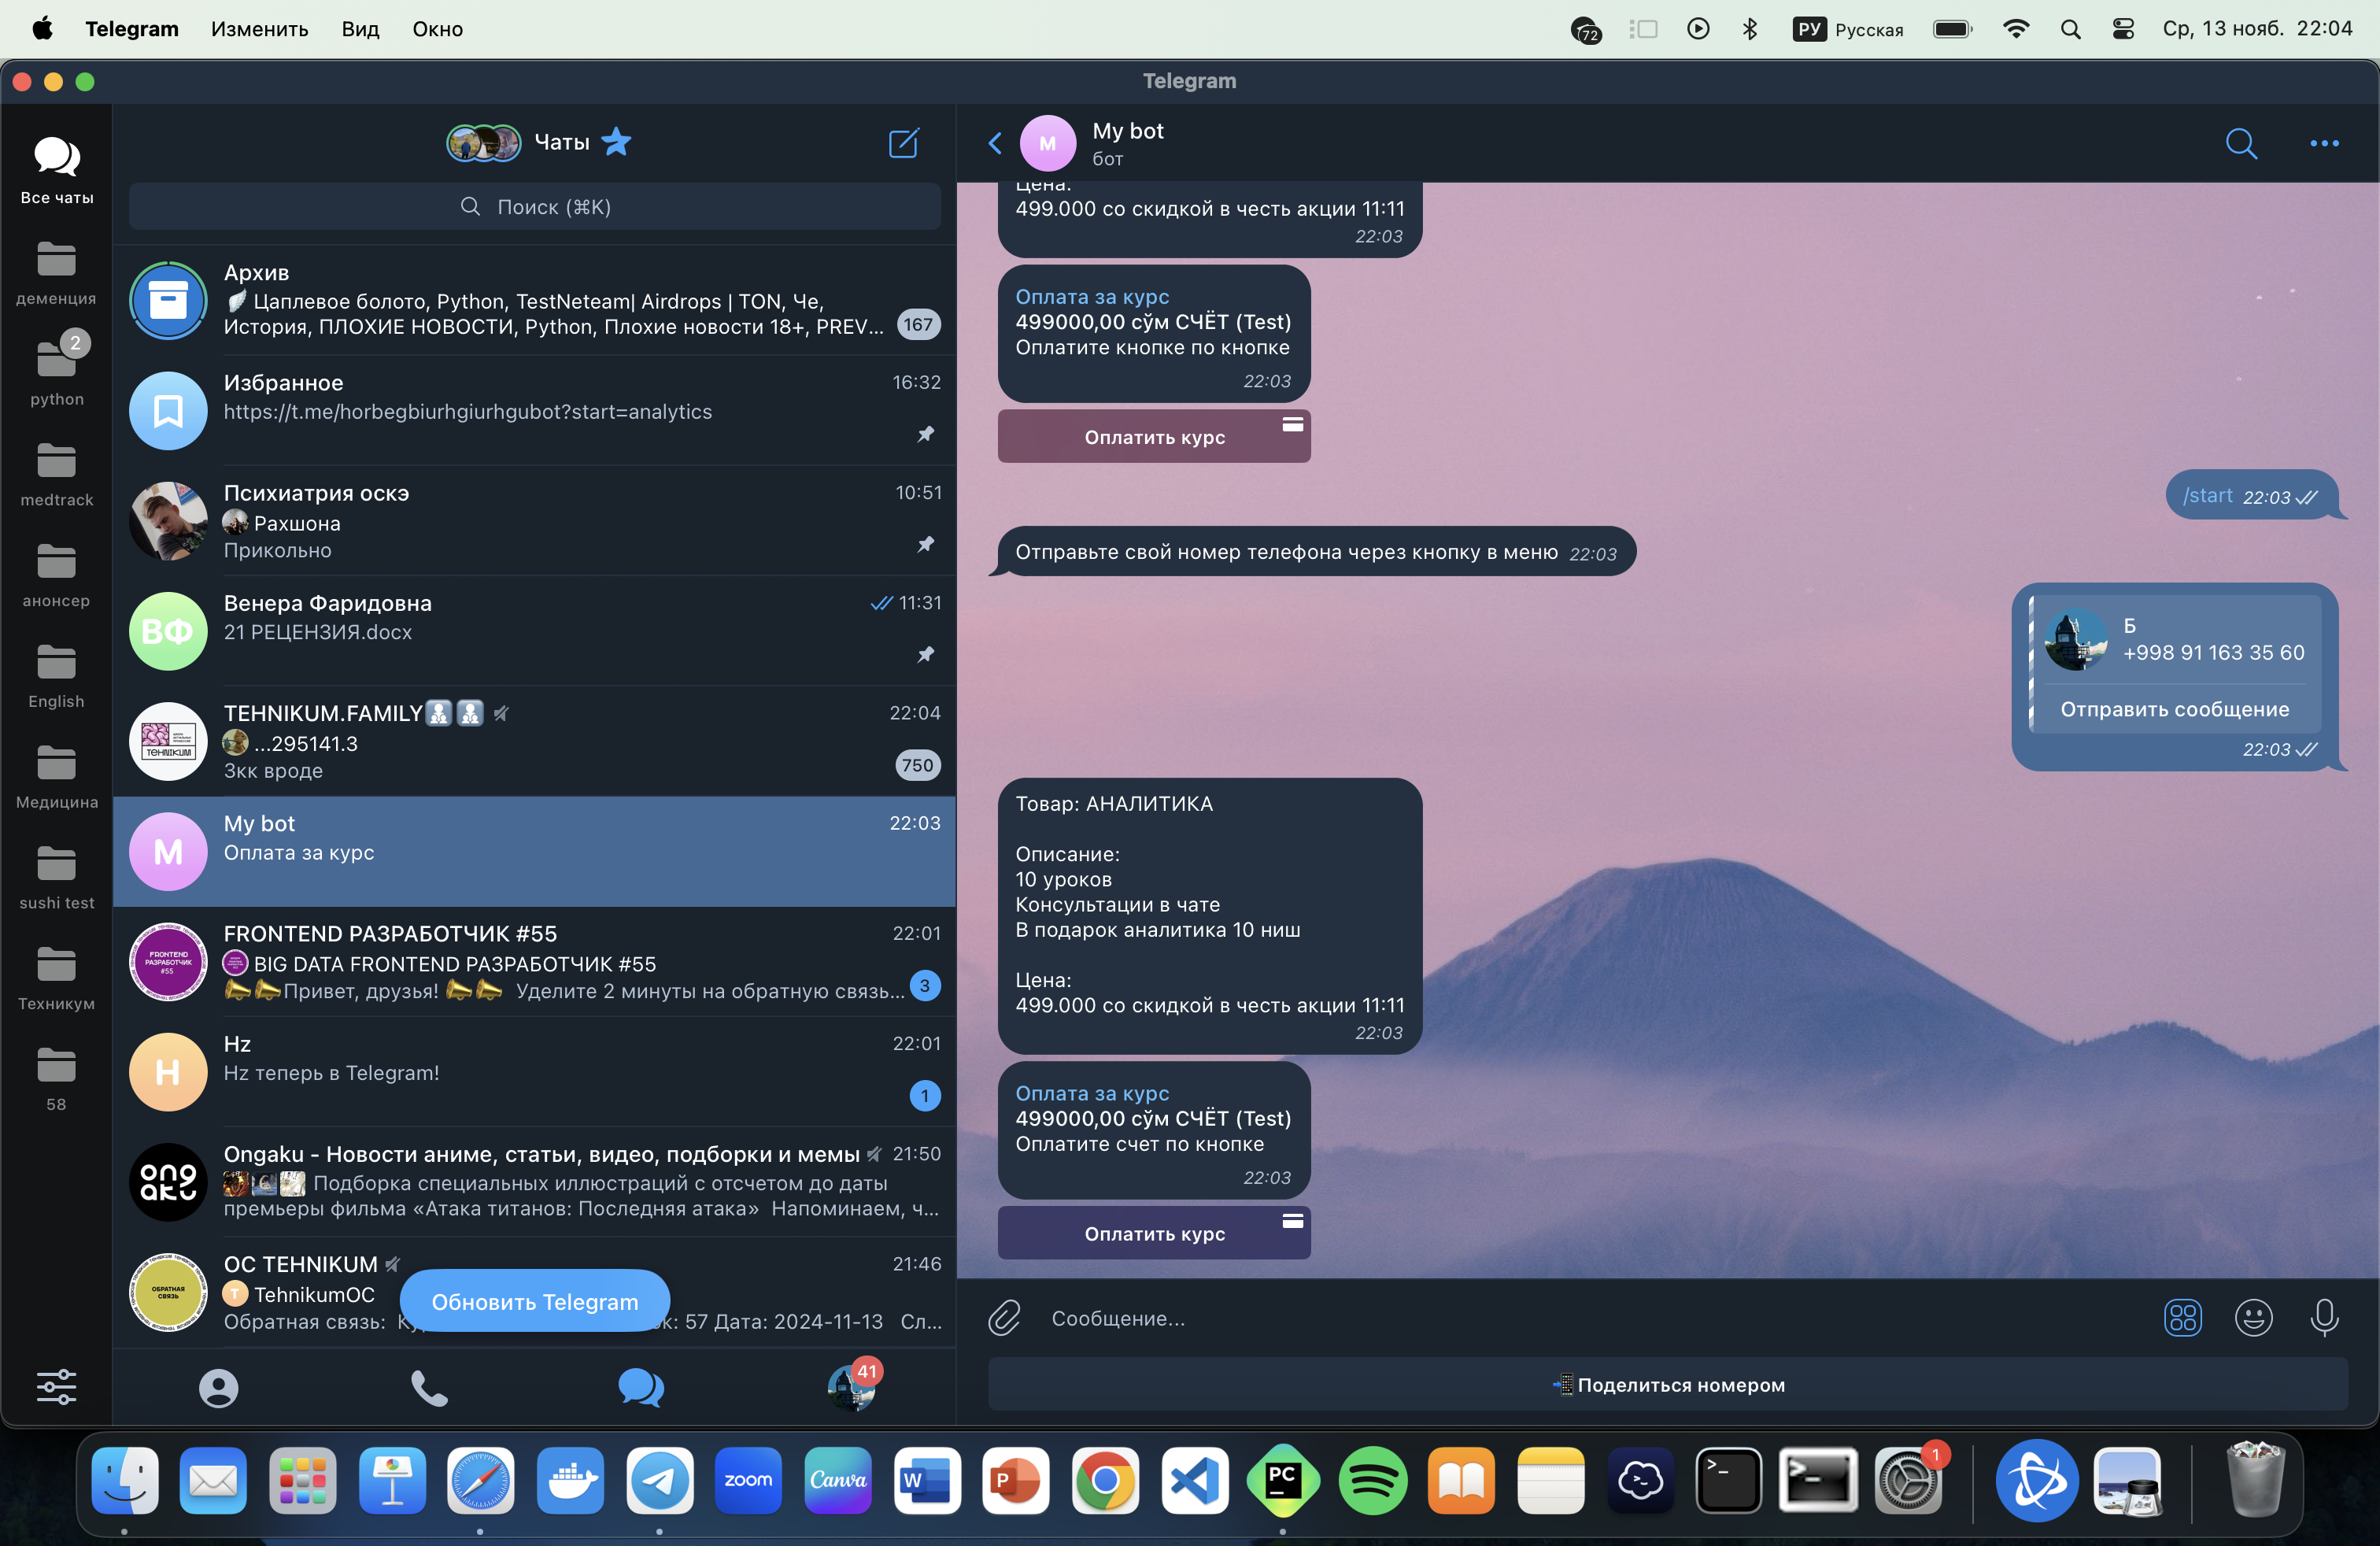 Telegram Изменить Вид Окно
72
РУ Русская
Ср, 13 нояб. 22:04
Telegram
Все чаты
деменция
2
python
medtrack
анонсер
English
Медицина
sushi test
Техникум
58
Чаты
Поиск (⌘K)
Архив
Цаплевое болото, Python, TestNeteam| Airdrops | TON, Че,
История, ПЛОХИЕ НОВОСТИ, Python, Плохие новости 18+, PREV...
167
Избранное 16:32
https://t.me/horbegbiurhgiurhgubot?start=analytics
Психиатрия оскэ 10:51
Рахшона
Прикольно
ВФ
Венера Фаридовна 11:31
21 РЕЦЕНЗИЯ.docx
TEHNIKUM
TEHNIKUM.FAMILY 22:04
...295141.3
3кк вроде
750
M
My bot 22:03
Оплата за курс
FRONTEND
РАЗРАБОТЧИК
#55
FRONTEND РАЗРАБОТЧИК #55 22:01
BIG DATA FRONTEND РАЗРАБОТЧИК #55
Привет, друзья! Уделите 2 минуты на обратную связь...
3
H
Hz 22:01
Hz теперь в Telegram!
1
ongaku
Ongaku - Новости аниме, статьи, видео, подборки и мемы 21:50
Подборка специальных иллюстраций с отсчетом до даты
премьеры фильма «Атака титанов: Последняя атака» Напоминаем, ч...
ОБРАТНАЯ
СВЯЗЬ
ОС TEHNIKUM 21:46
T TehnikumOC
Обратная связь: 57 Дата: 2024-11-13 Сл...
Обновить Telegram
41
M
My bot
бот
Цена:
499.000 со скидкой в честь акции 11:11
22:03
Оплата за курс
499000,00 сўм СЧЁТ (Test)
Оплатите кнопке по кнопке
22:03
Оплатить курс
/start 22:03
Отправьте свой номер телефона через кнопку в меню 22:03
Б
+998 91 163 35 60
Отправить сообщение
22:03
Товар: АНАЛИТИКА
Описание:
10 уроков
Консультации в чате
В подарок аналитика 10 ниш
Цена:
499.000 со скидкой в честь акции 11:11
22:03
Оплата за курс
499000,00 сўм СЧЁТ (Test)
Оплатите счет по кнопке
22:03
Оплатить курс
Сообщение...
Поделиться номером
zoom
Canva
W
P
PC
>_
>_
1